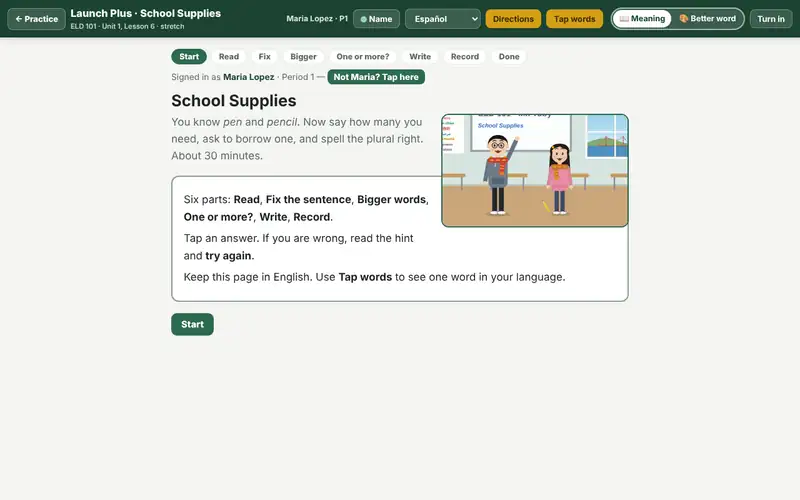 ← Practice
Launch Plus · School Supplies
ELD 101 · Unit 1, Lesson 6 · stretch
Maria Lopez · P1
Name
Español
Directions
Tap words
📖 Meaning
🎨 Better word
Turn in
Start
Read
Fix
Bigger
One or more?
Write
Record
Done
Signed in as Maria Lopez · Period 1 —
Not Maria? Tap here
School Supplies
You know pen and pencil. Now say how many you
need, ask to borrow one, and spell the plural right.
About 30 minutes.
School Supplies
Six parts: Read, Fix the sentence, Bigger words,
One or more?, Write, Record.
Tap an answer. If you are wrong, read the hint
and try again.
Keep this page in English. Use Tap words to see one word in your language.
Start